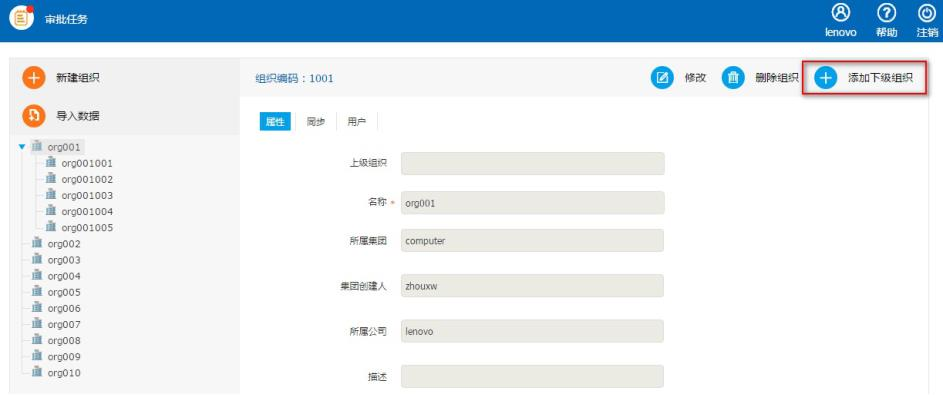 审批任务
lenovo 帮助 注销
新建组织
组织编码：1001
修改 删除组织 添加下级组织
导入数据
属性 同步 用户
org001
org001001
org001002
org001003
org001004
org001005
org002
org003
org004
org005
org006
org007
org008
org009
org010
上级组织
名称 * org001
所属集团 computer
集团创建人 zhouxw
所属公司 lenovo
描述